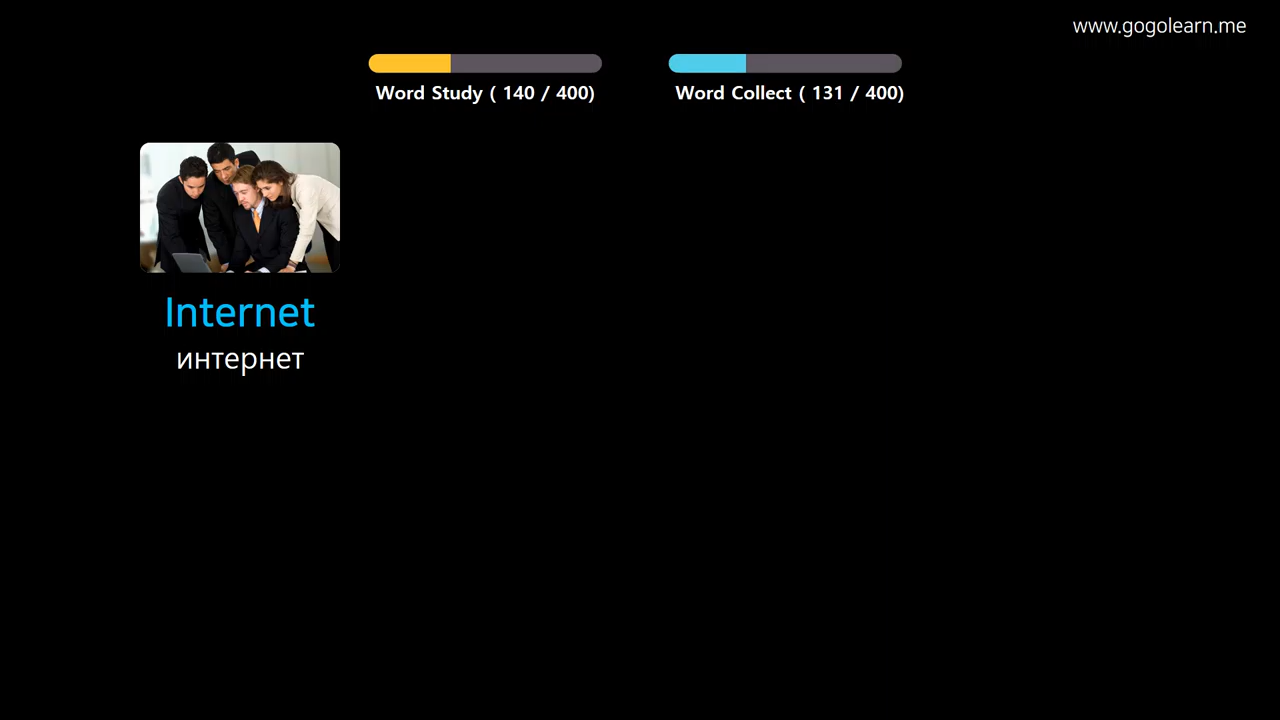 www.gogolearn.me
Word Study ( 140 / 400)
Word Collect ( 131 / 400)
Internet
интернет